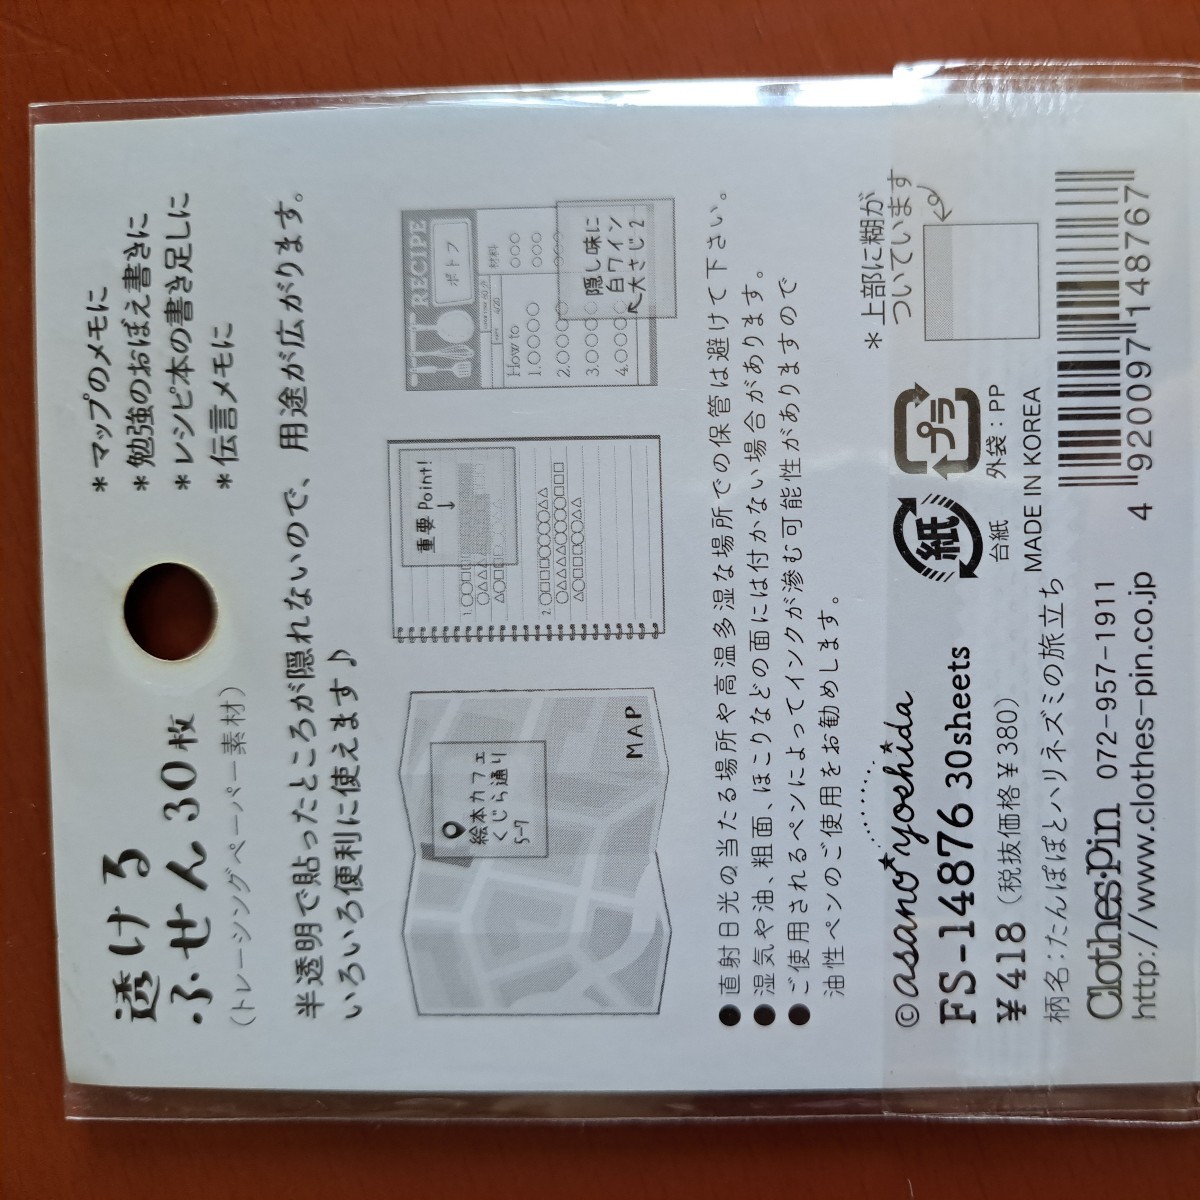 透ける
ふせん30枚
(トレーシングペーパー素材)
*マップのメモに
*勉強のおぼえ書きに
*レシピ本の書き足しに
*伝言メモに
半透明で貼ったところが隠れないので、用途が広がります。
いろいろ便利に使えます♪
絵本カフェ
くじら通り
5-7
MAP
重要Point!
↓
1.
2.
RECIPE
ポトフ
材料
How to
1.○○○○
2.○○○○
3.○○○○
4.○○○○
隠し味に
白ワイン
大さじ2
●直射日光の当たる場所や高温多湿な場所での保管は避けて下さい。
●湿気や油、粗面、ほこりなどの面には付かない場合があります。
●ご使用されるペンによってインクが滲む可能性がありますので
油性ペンのご使用をお勧めします。
©asano★yoshida
FS-14876 30sheets
¥418(税抜価格¥380)
柄名:たんぽぽとハリネズミの旅立ち
Clothes-Pin 072-957-1911
http://www.clothes-pin.co.jp
紙
台紙
プラ
外袋:PP
MADE IN KOREA
*上部に糊が
ついています
4 920097 148767